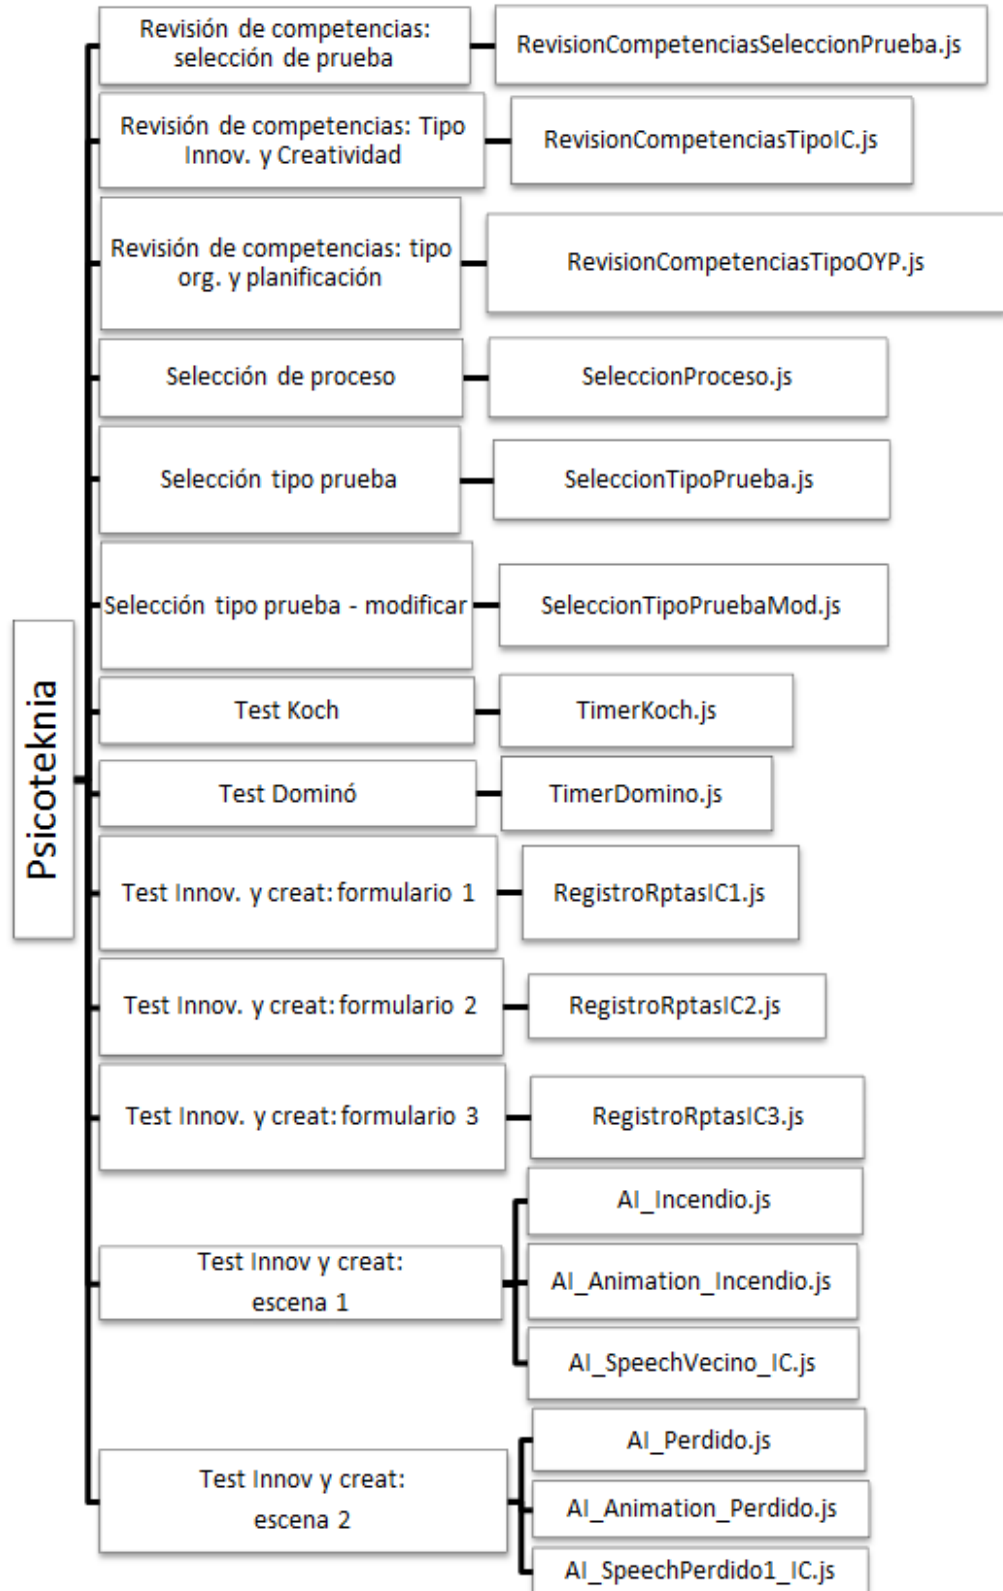 Psicoteknia
Revisión de competencias:
selección de prueba
RevisionCompetenciasSeleccionPrueba.js
Revisión de competencias: Tipo
Innov. y Creatividad
RevisionCompetenciasTipoIC.js
Revisión de competencias: tipo
org. y planificación
RevisionCompetenciasTipoOYP.js
Selección de proceso
SeleccionProceso.js
Selección tipo prueba
SeleccionTipoPrueba.js
Selección tipo prueba - modificar
SeleccionTipoPruebaMod.js
Test Koch
TimerKoch.js
Test Dominó
TimerDomino.js
Test Innov. y creat: formulario 1
RegistroRptasIC1.js
Test Innov. y creat: formulario 2
RegistroRptasIC2.js
Test Innov. y creat: formulario 3
RegistroRptasIC3.js
Test Innov y creat:
escena 1
AI_Incendio.js
AI_Animation_Incendio.js
AI_SpeechVecino_IC.js
Test Innov y creat:
escena 2
AI_Perdido.js
AI_Animation_Perdido.js
AI_SpeechPerdido1_IC.js